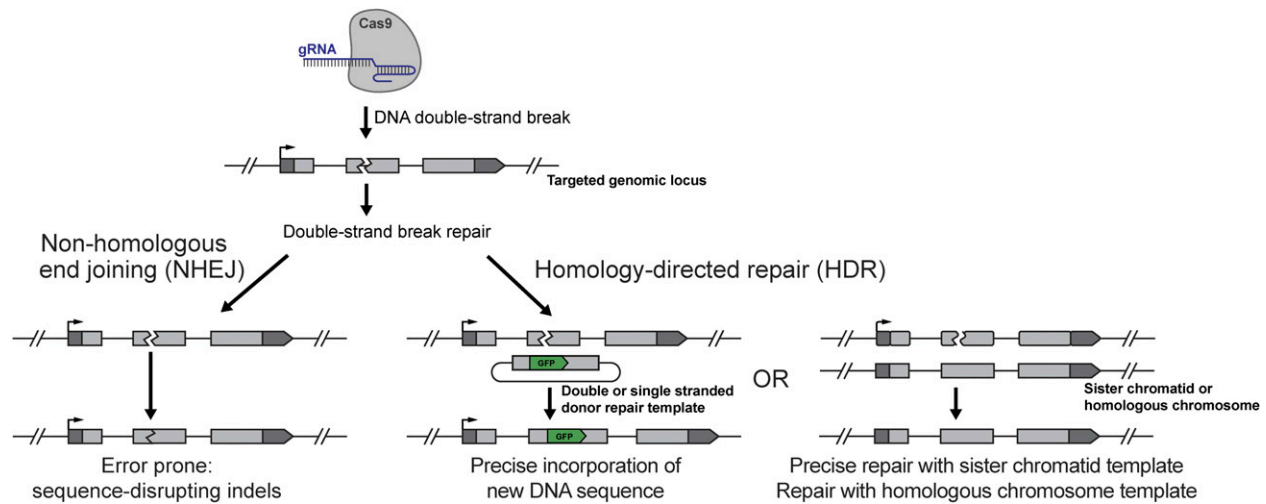 Cas9
gRNA
DNA double-strand break
Targeted genomic locus
Double-strand break repair
Non-homologous
end joining (NHEJ)
Homology-directed repair (HDR)
GFP
Double or single stranded
donor repair template
OR
Sister chromatid or
homologous chromosome
GFP
Error prone:
sequence-disrupting indels
Precise incorporation of
new DNA sequence
Precise repair with sister chromatid template
Repair with homologous chromosome template